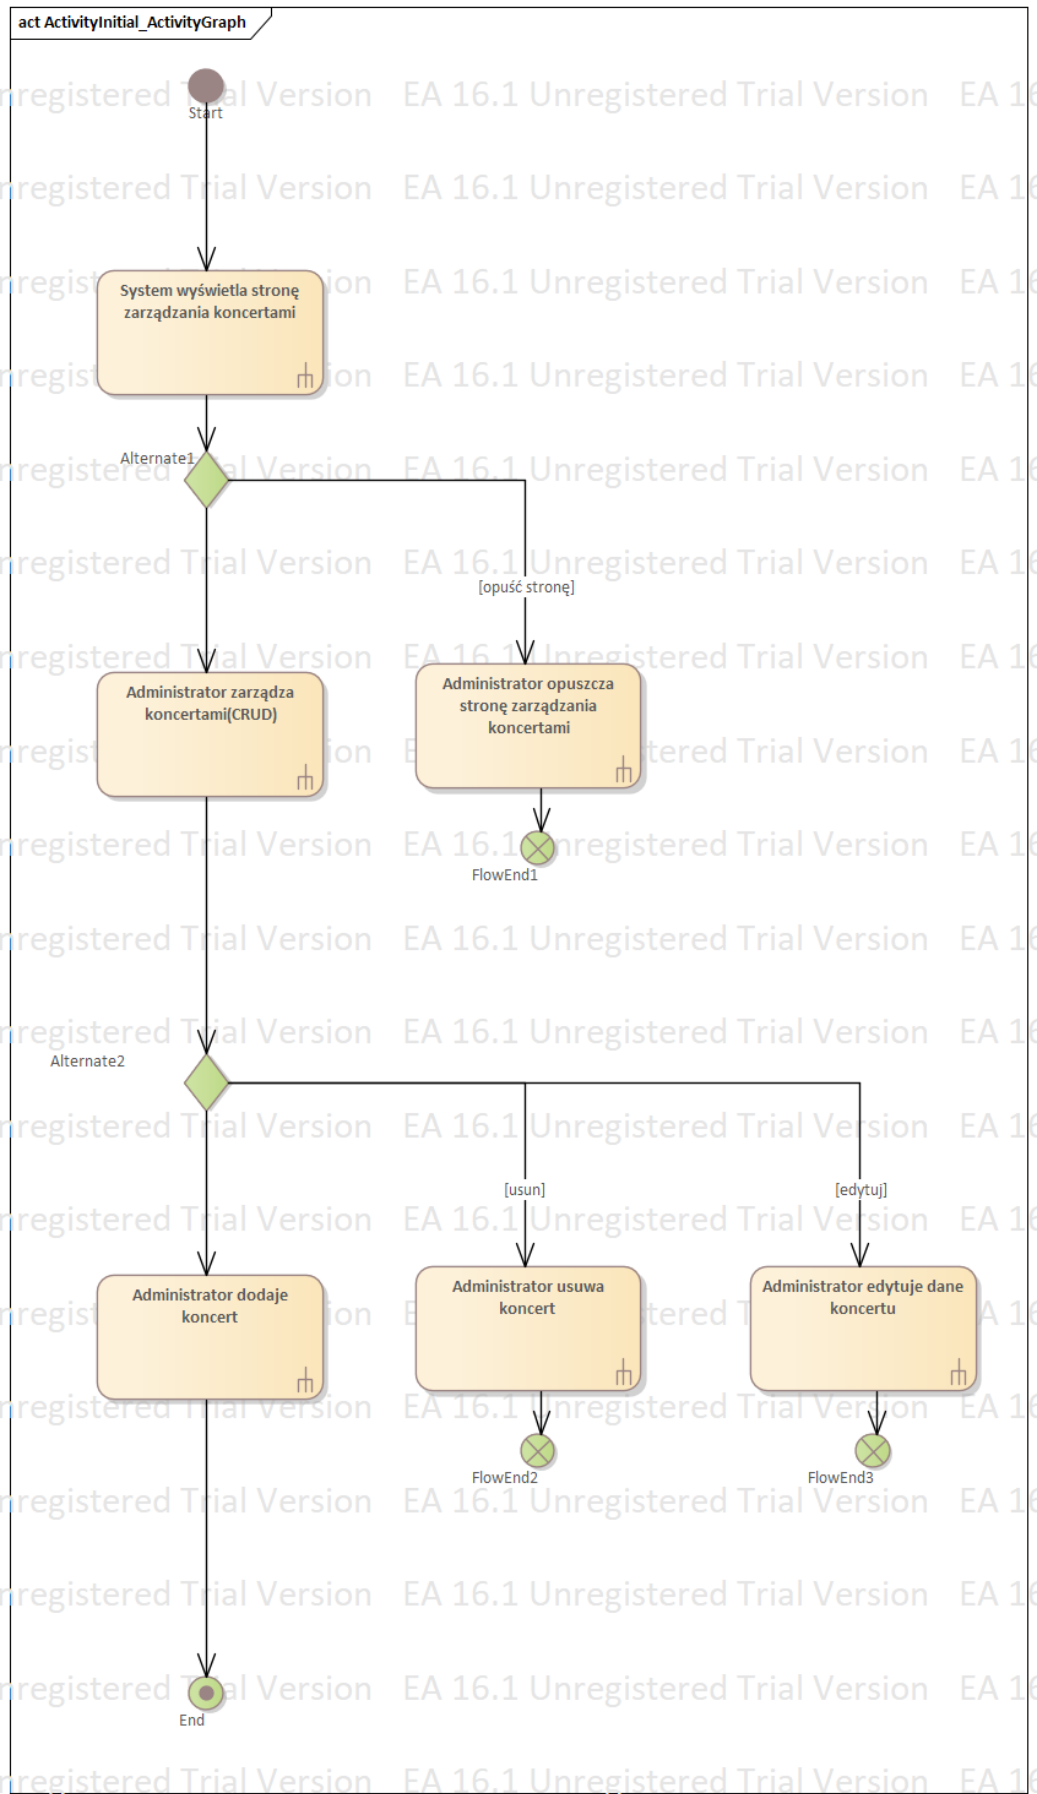 act ActivityInitial_ActivityGraph
Start
System wyświetla stronę
zarządzania koncertami
Alternate1
[opuść stronę]
Administrator zarządza
koncertami(CRUD)
Administrator opuszcza
stronę zarządzania
koncertami
FlowEnd1
Alternate2
[usun]
[edytuj]
Administrator dodaje
koncert
Administrator usuwa
koncert
Administrator edytuje dane
koncertu
FlowEnd2
FlowEnd3
End
EA 16.1 Unregistered Trial Version